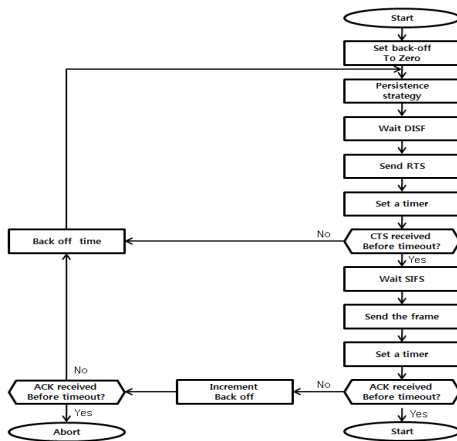 Start
Set back-off
To Zero
Persistence
strategy
Wait DISF
Send RTS
Set a timer
Back off time
No
CTS received
Before timeout?
Yes
Wait SIFS
Send the frame
Set a timer
No
ACK received
Before timeout?
Increment
Back off
No
ACK received
Before timeout?
Yes
Yes
Abort
Start